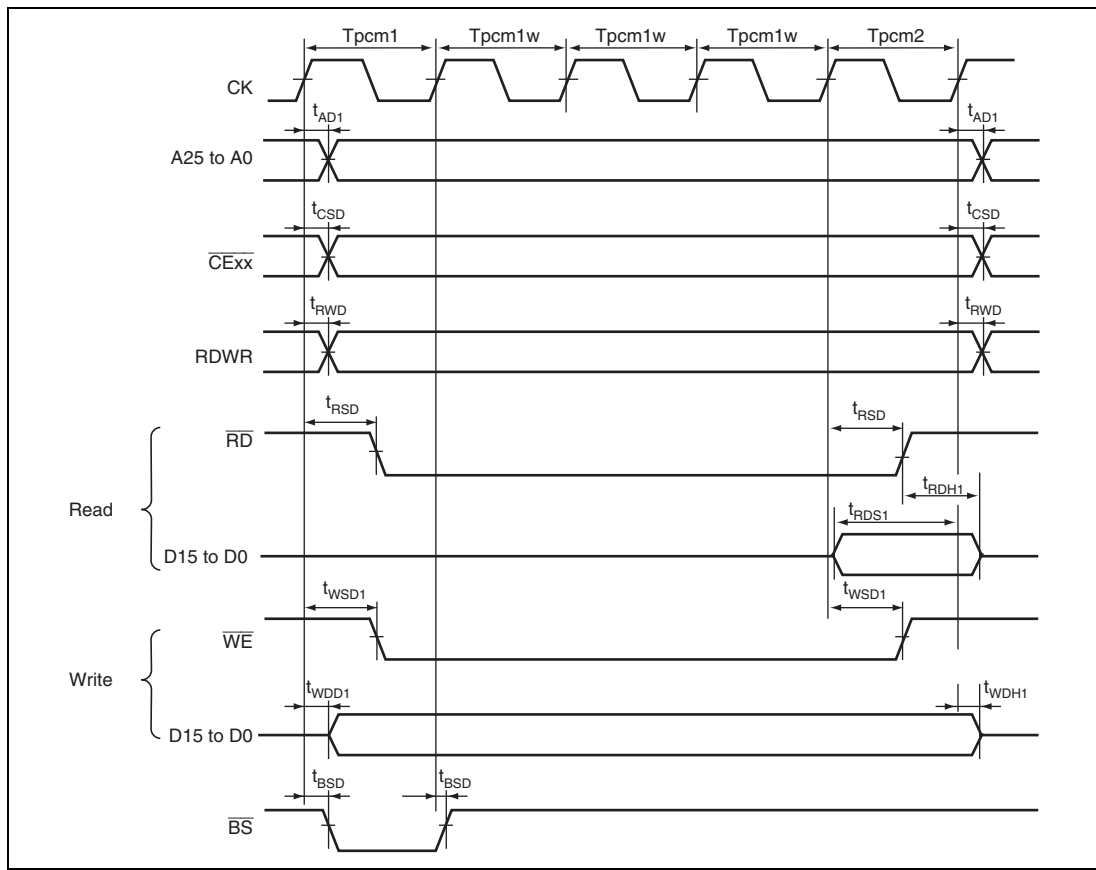 Tpcm1 Tpcm1w Tpcm1w Tpcm1w Tpcm2
CK
tAD1 tAD1
A25 to A0
tCSD tCSD
CExx
tRWD tRWD
RDWR
tRSD tRSD
RD
tRDH1
Read
tRDS1
D15 to D0
tWSD1 tWSD1
WE
Write
tWDD1 tWDH1
D15 to D0
tBSD tBSD
BS